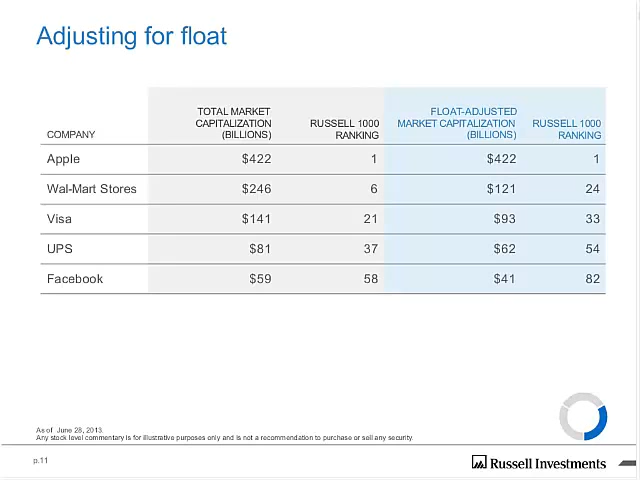 Adjusting for float
COMPANY
TOTAL MARKET
CAPITALIZATION
(BILLIONS)
RUSSELL 1000
RANKING
FLOAT-ADJUSTED
MARKET CAPITALIZATION
(BILLIONS)
RUSSELL 1000
RANKING
Apple $422 1 $422 1
Wal-Mart Stores $246 6 $121 24
Visa $141 21 $93 33
UPS $81 37 $62 54
Facebook $59 58 $41 82
As of June 28, 2013.
Any stock level commentary is for illustrative purposes only and is not a recommendation to purchase or sell any security.
p.11
Russell Investments